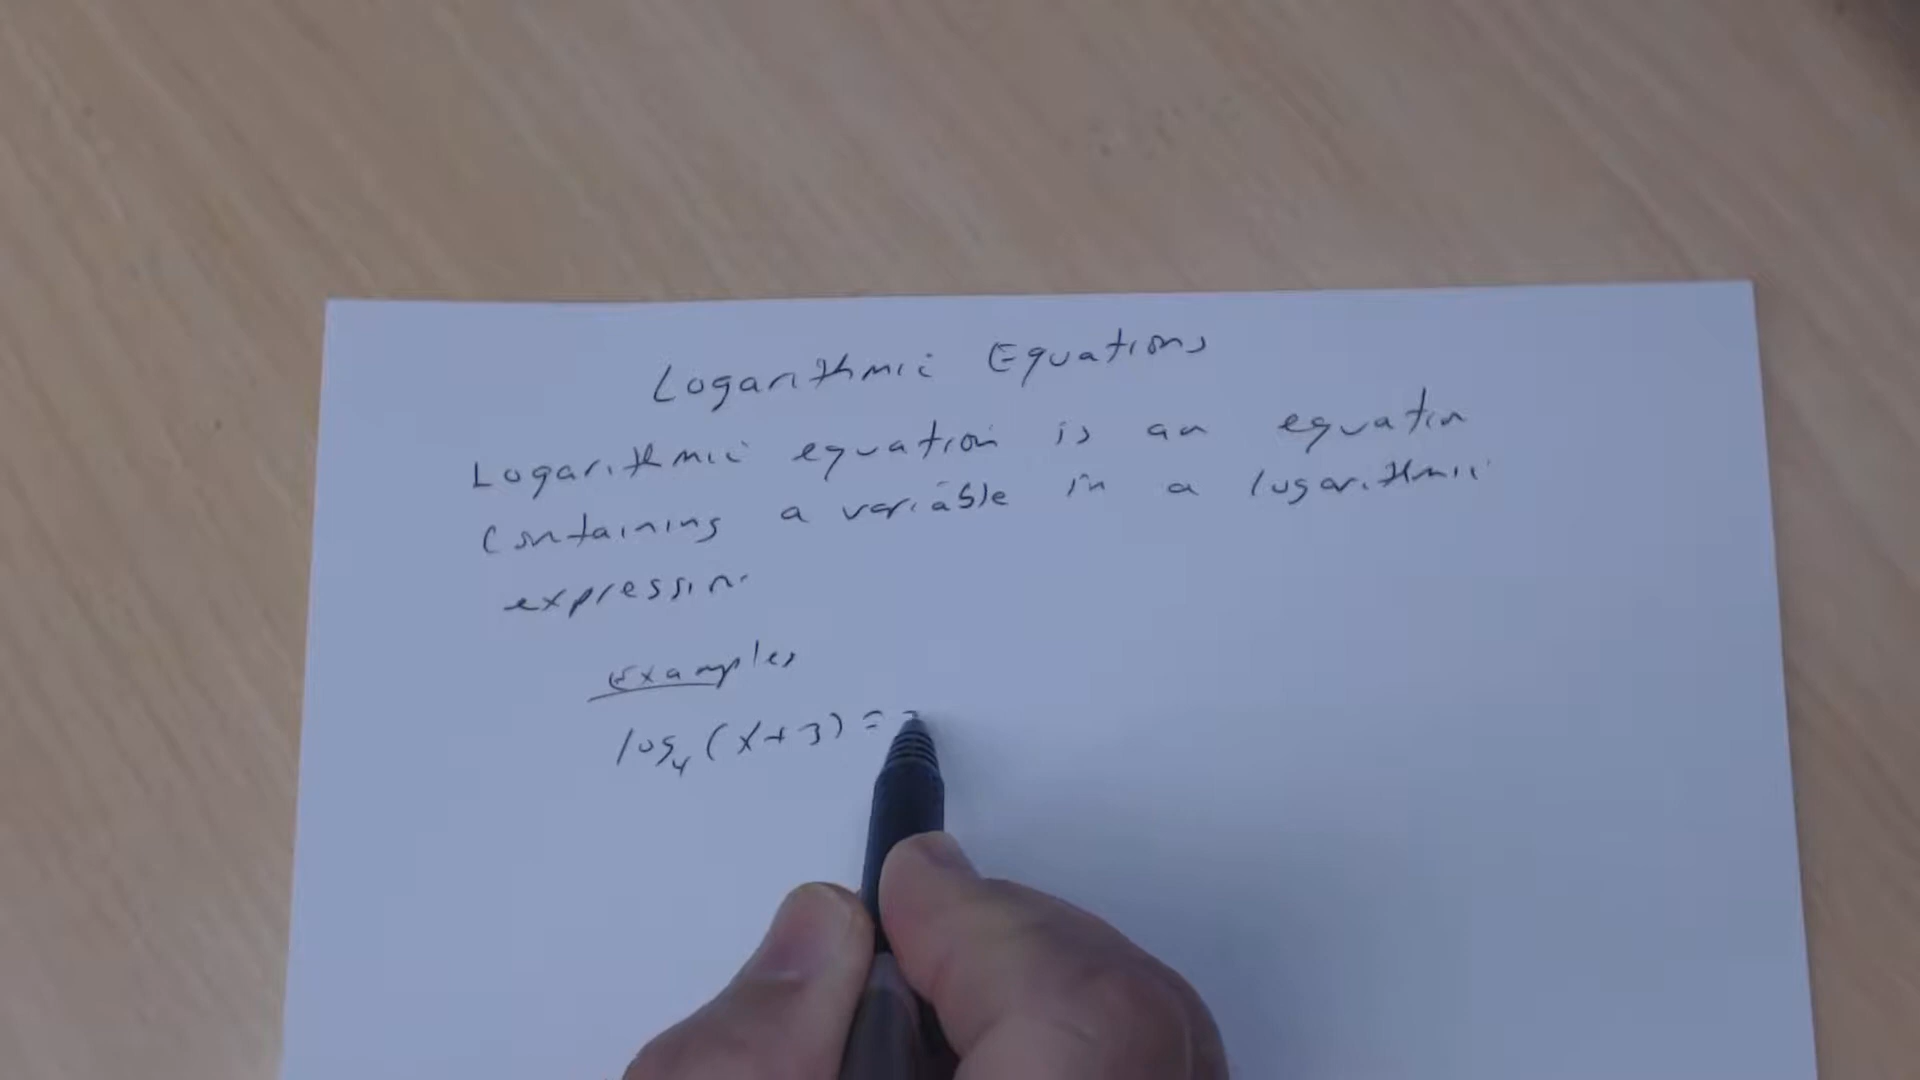 Logarithmic Equations
Logarithmic equation is an equation
containing a variable in a logarithmic
expression.
Examples
log₄(x+3) =